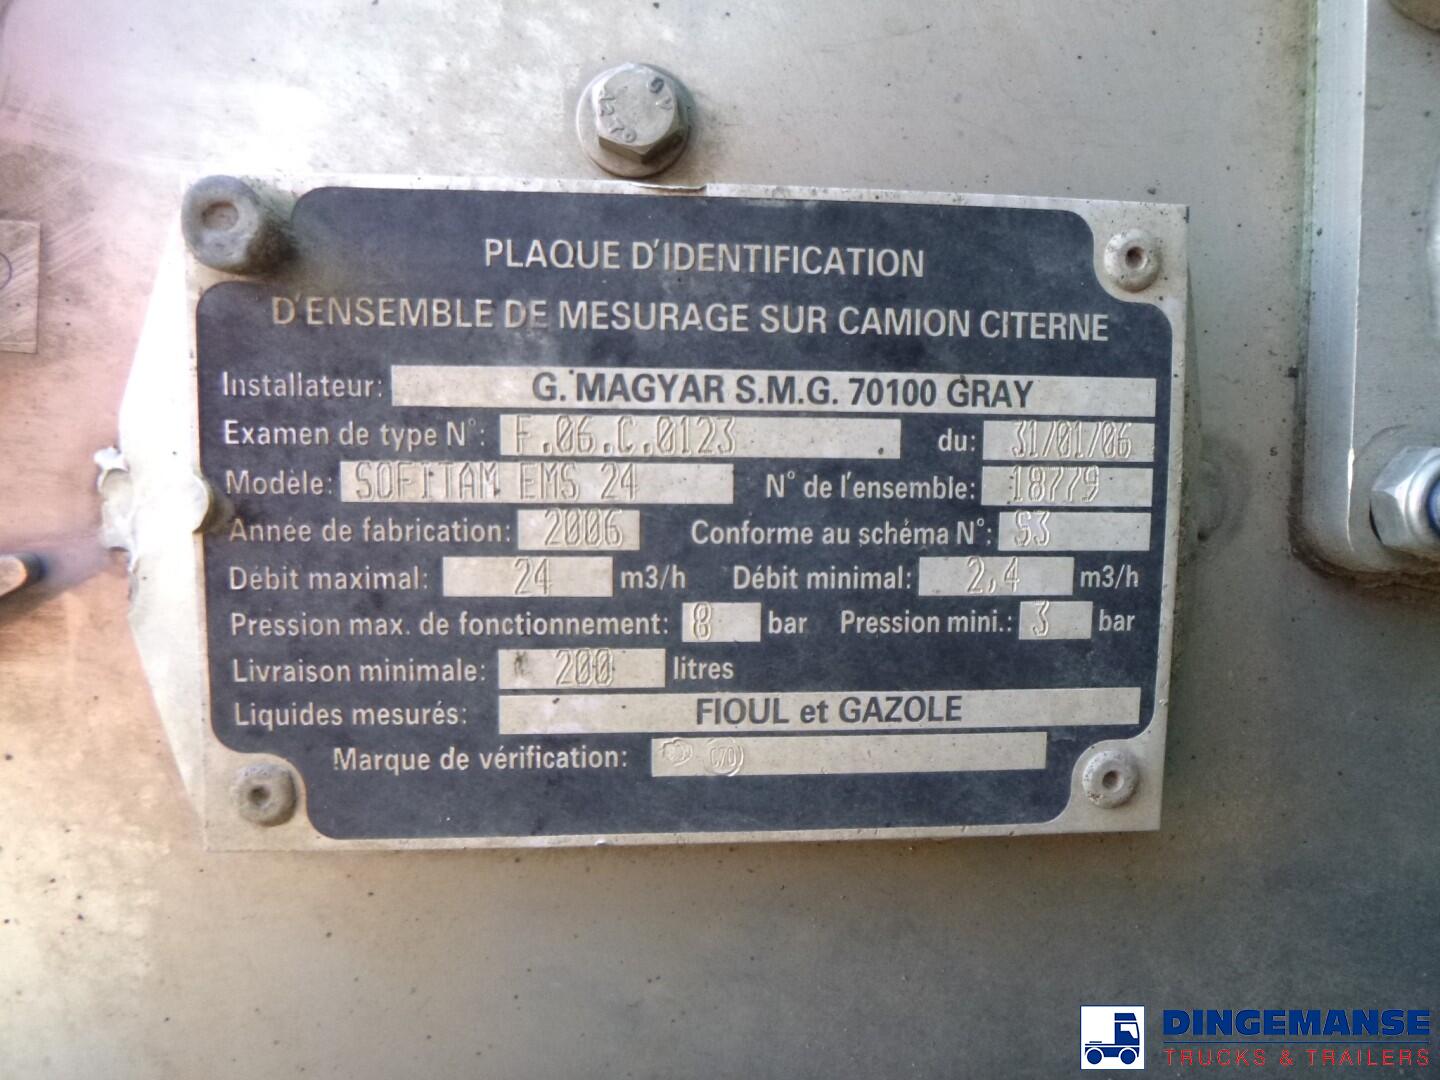 PLAQUE D'IDENTIFICATION
D'ENSEMBLE DE MESURAGE SUR CAMION CITERNE
Installateur: G. MAGYAR S.M.G. 70100 GRAY
Examen de type N°: F.06.C.0123 du: 31/01/06
Modèle: SOFITAM EMS 24 N° de l'ensemble: 18779
Année de fabrication: 2006 Conforme au schéma N°: S3
Débit maximal: 24 m3/h Débit minimal: 2,4 m3/h
Pression max. de fonctionnement: 8 bar Pression mini.: 3 bar
Livraison minimale: 200 litres
Liquides mesurés: FIOUL et GAZOLE
Marque de vérification:
DINGEMANSE
TRUCKS & TRAILERS